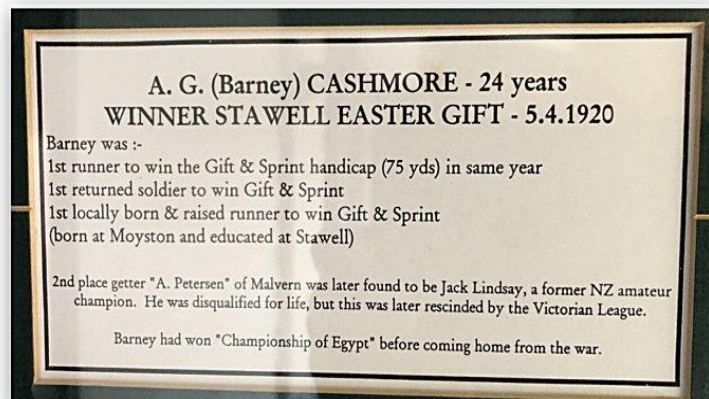 A. G. (Barney) CASHMORE - 24 years
WINNER STAWELL EASTER GIFT - 5.4.1920
Barney was :-
1st runner to win the Gift & Sprint handicap (75 yds) in same year
1st returned soldier to win Gift & Sprint
1st locally born & raised runner to win Gift & Sprint
(born at Moyston and educated at Stawell)
2nd place getter "A. Petersen" of Malvern was later found to be Jack Lindsay, a former NZ amateur
champion. He was disqualified for life, but this was later rescinded by the Victorian League.
Barney had won "Championship of Egypt" before coming home from the war.